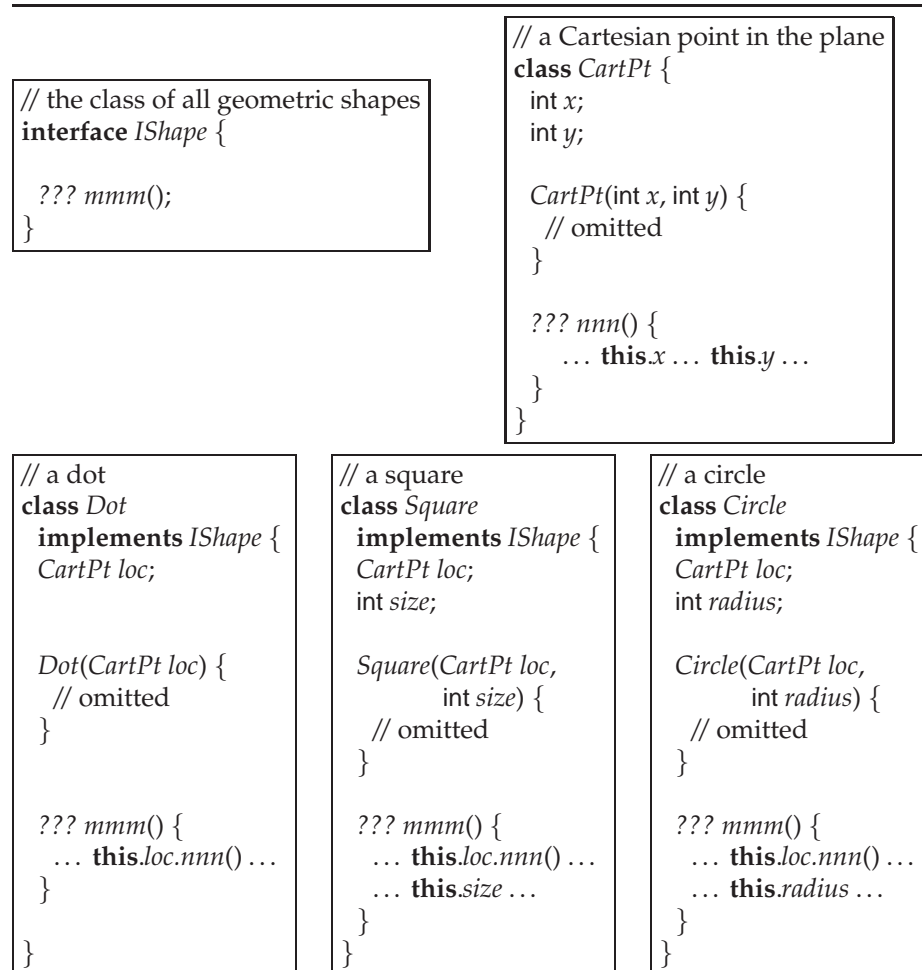 // the class of all geometric shapes
interface IShape {
??? mmm();
}
// a Cartesian point in the plane
class CartPt {
int x;
int y;
CartPt(int x, int y) {
// omitted
}
??? nnn() {
... this.x ... this.y ...
}
}
// a dot
class Dot
implements IShape {
CartPt loc;
Dot(CartPt loc) {
// omitted
}
??? mmm() {
... this.loc.nnn() ...
}
}
// a square
class Square
implements IShape {
CartPt loc;
int size;
Square(CartPt loc,
int size) {
// omitted
}
??? mmm() {
... this.loc.nnn() ...
... this.size ...
}
}
// a circle
class Circle
implements IShape {
CartPt loc;
int radius;
Circle(CartPt loc,
int radius) {
// omitted
}
??? mmm() {
... this.loc.nnn() ...
... this.radius ...
}
}